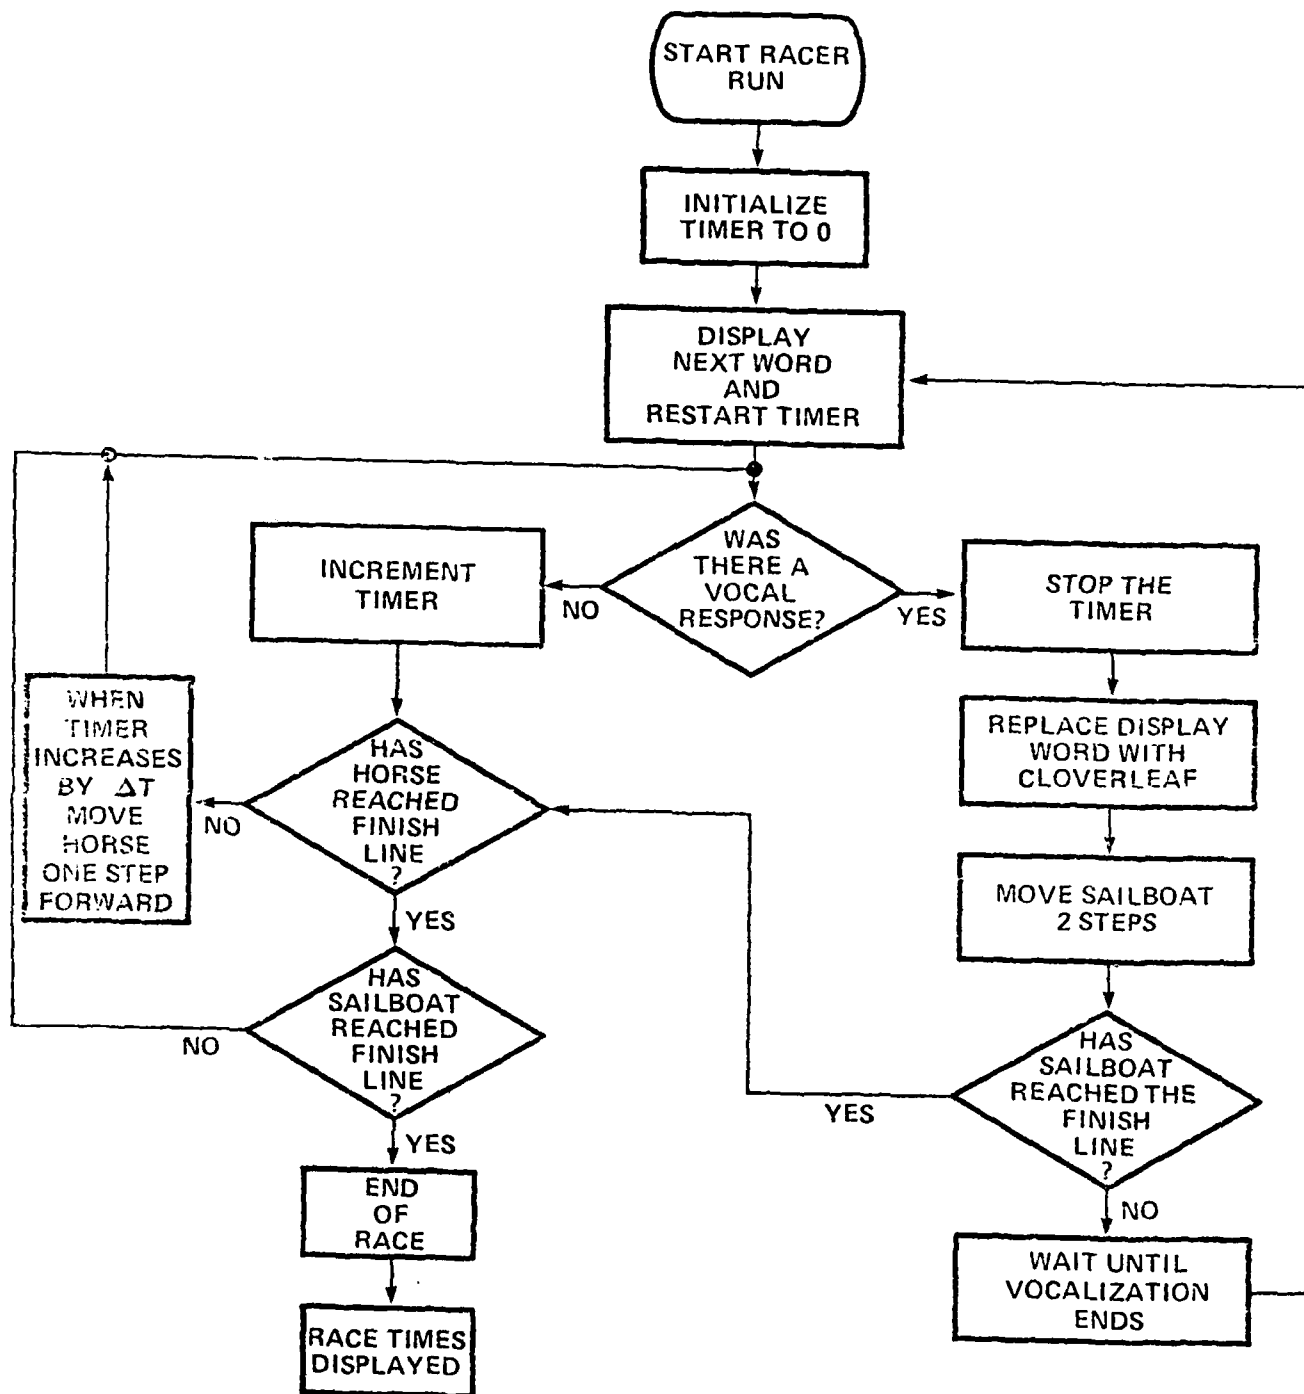 START RACER
RUN
INITIALIZE
TIMER TO 0
DISPLAY
NEXT WORD
AND
RESTART TIMER
WAS
THERE A
VOCAL
RESPONSE?
NO
YES
INCREMENT
TIMER
STOP THE
TIMER
WHEN
TIMER
INCREASES
BY ΔT
MOVE
HORSE
ONE STEP
FORWARD
NO
HAS
HORSE
REACHED
FINISH
LINE
?
YES
REPLACE DISPLAY
WORD WITH
CLOVERLEAF
MOVE SAILBOAT
2 STEPS
HAS
SAILBOAT
REACHED
FINISH
LINE
?
NO
YES
HAS
SAILBOAT
REACHED THE
FINISH
LINE
?
YES
NO
END
OF
RACE
WAIT UNTIL
VOCALIZATION
ENDS
RACE TIMES
DISPLAYED